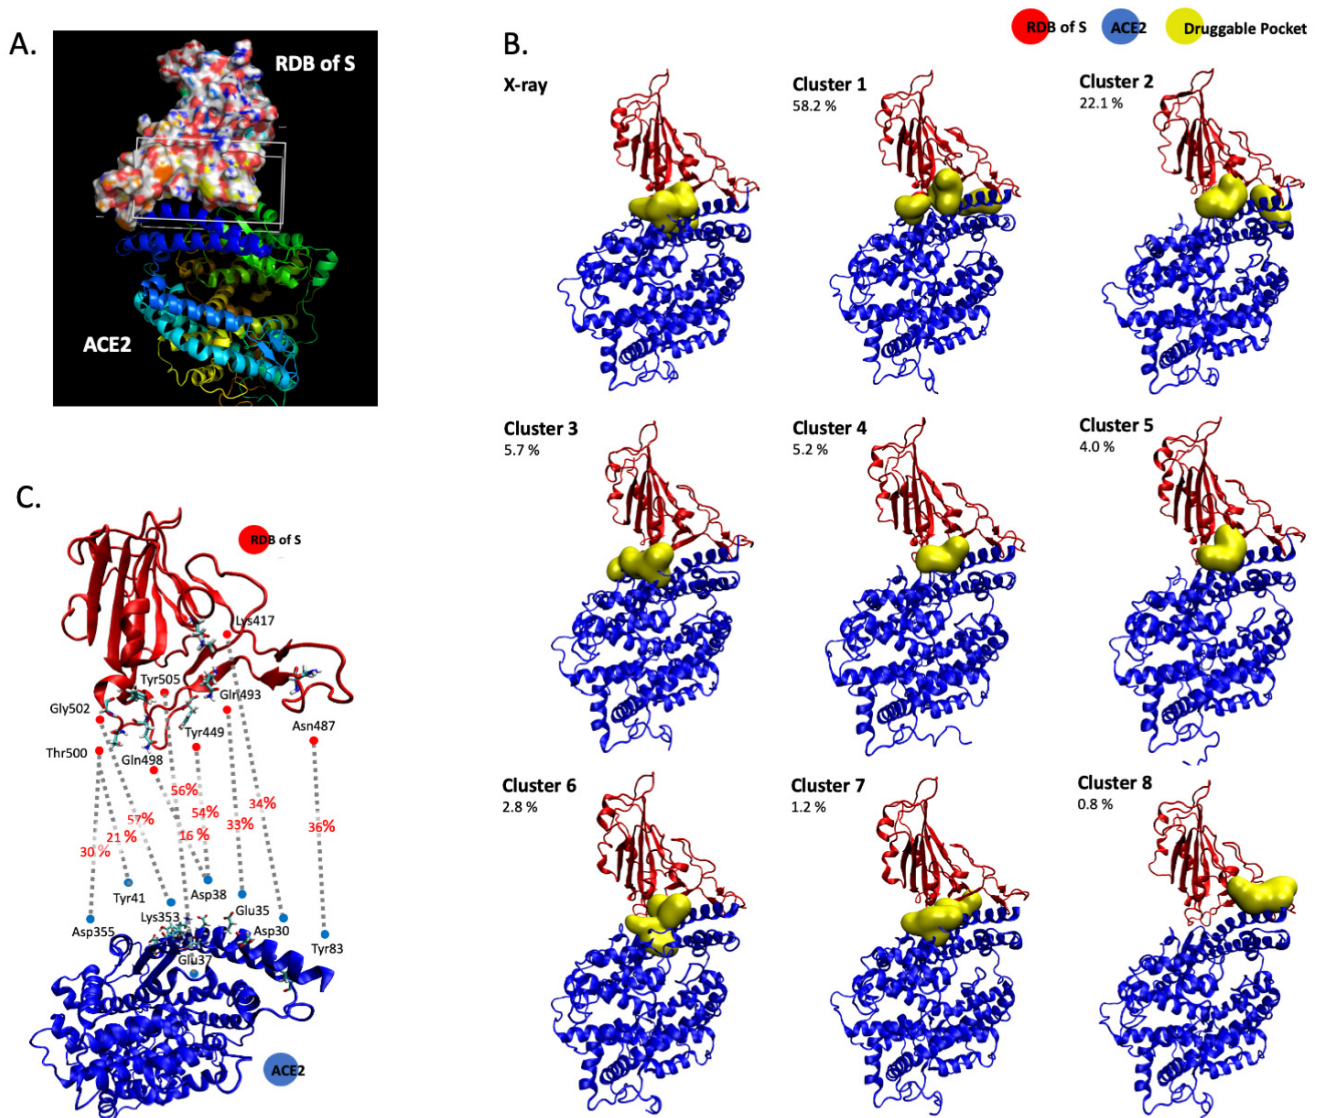 A.
RDB of S
ACE2
B.
RDB of S
ACE2
Druggable Pocket
X-ray
Cluster 1
58.2 %
Cluster 2
22.1 %
Cluster 3
5.7 %
Cluster 4
5.2 %
Cluster 5
4.0 %
Cluster 6
2.8 %
Cluster 7
1.2 %
Cluster 8
0.8 %
C.
RDB of S
Lys417
Tyr505
Gln493
Gly502
Tyr449
Asn487
Thr500
Gln498
56%
57%
54%
34%
21 %
16 %
33%
36%
30 %
Tyr41
Asp38
Lys353
Glu35
Asp355
Asp30
Tyr83
Glu37
ACE2